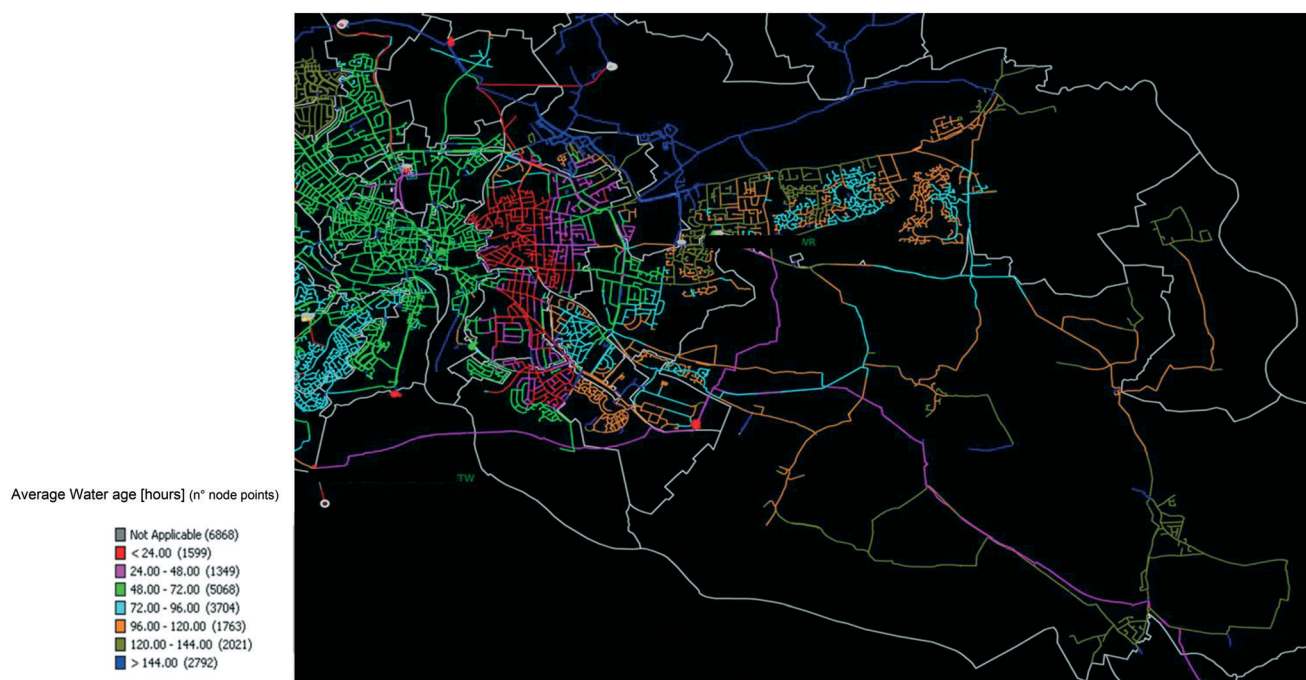 WR
TW
Average Water age [hours] (n° node points)
Not Applicable (6868)
< 24.00 (1599)
24.00 - 48.00 (1349)
48.00 - 72.00 (5068)
72.00 - 96.00 (3704)
96.00 - 120.00 (1763)
120.00 - 144.00 (2021)
> 144.00 (2792)